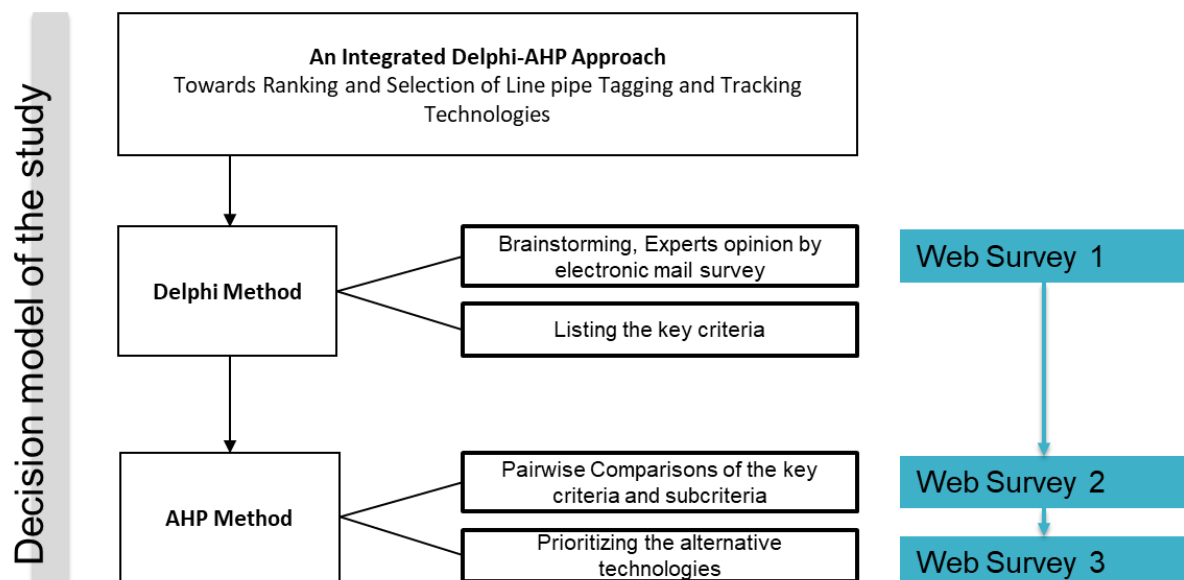 Decision model of the study
An Integrated Delphi-AHP Approach
Towards Ranking and Selection of Line pipe Tagging and Tracking
Technologies
Delphi Method
Brainstorming, Experts opinion by
electronic mail survey
Listing the key criteria
Web Survey 1
AHP Method
Pairwise Comparisons of the key
criteria and subcriteria
Prioritizing the alternative
technologies
Web Survey 2
Web Survey 3